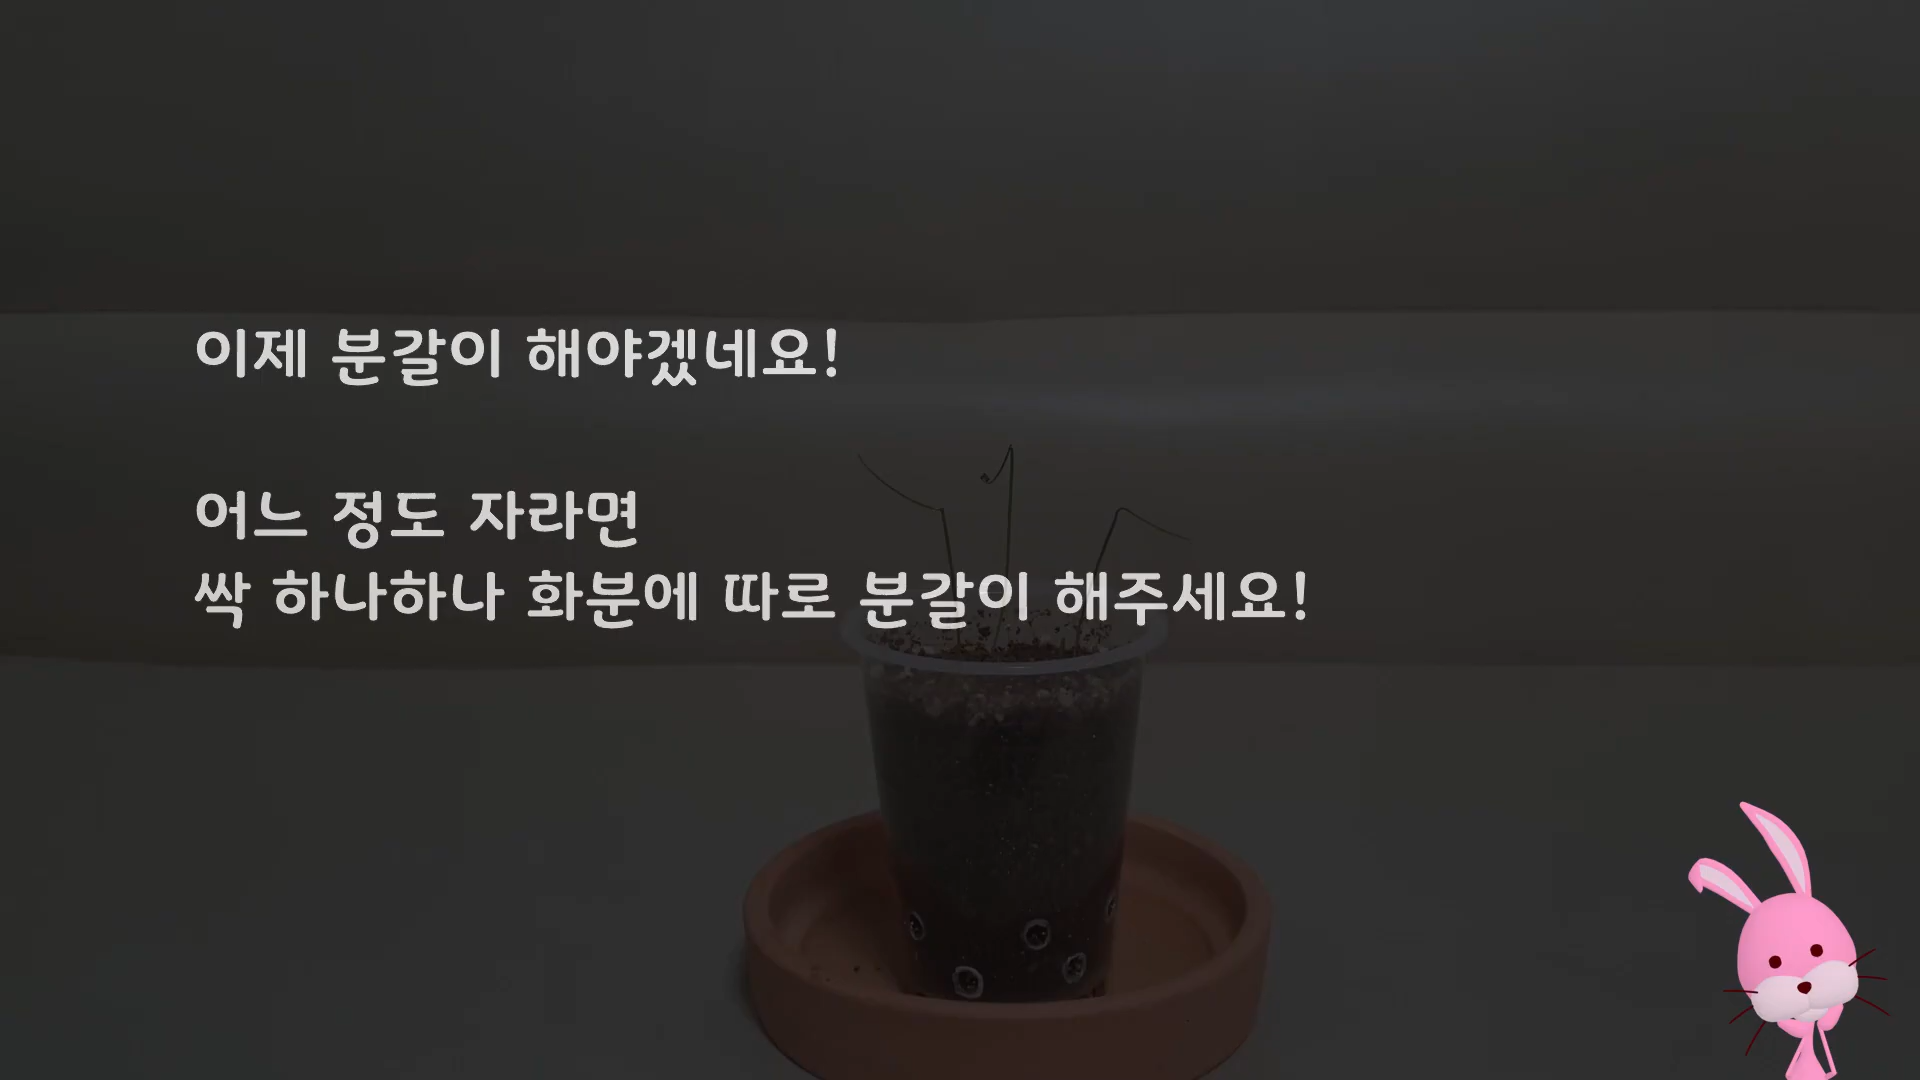 이제 분갈이 해야겠네요!
어느 정도 자라면
싹 하나하나 화분에 따로 분갈이 해주세요!